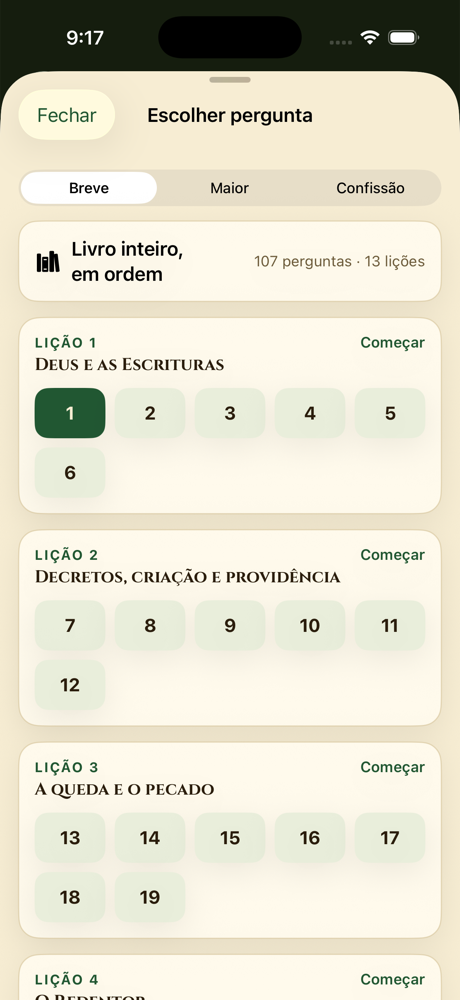 9:17
Fechar
Escolher pergunta
Breve
Maior
Confissão
Livro inteiro,
em ordem
107 perguntas · 13 lições
LIÇÃO 1
Começar
Deus e as Escrituras
1
2
3
4
5
6
LIÇÃO 2
Começar
Decretos, criação e providência
7
8
9
10
11
12
LIÇÃO 3
Começar
A queda e o pecado
13
14
15
16
17
18
19
LIÇÃO 4
Começar
O Redentor